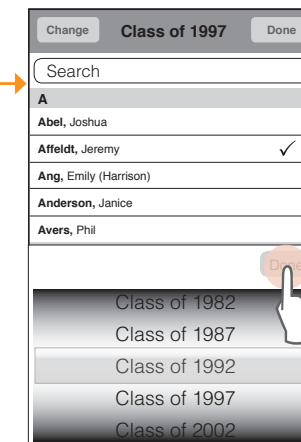 Change Class of 1997 Done
Search
A
Abel, Joshua
Affeldt, Jeremy
Ang, Emily (Harrison)
Anderson, Janice
Avers, Phil
Done
Class of 1982
Class of 1987
Class of 1992
Class of 1997
Class of 2002